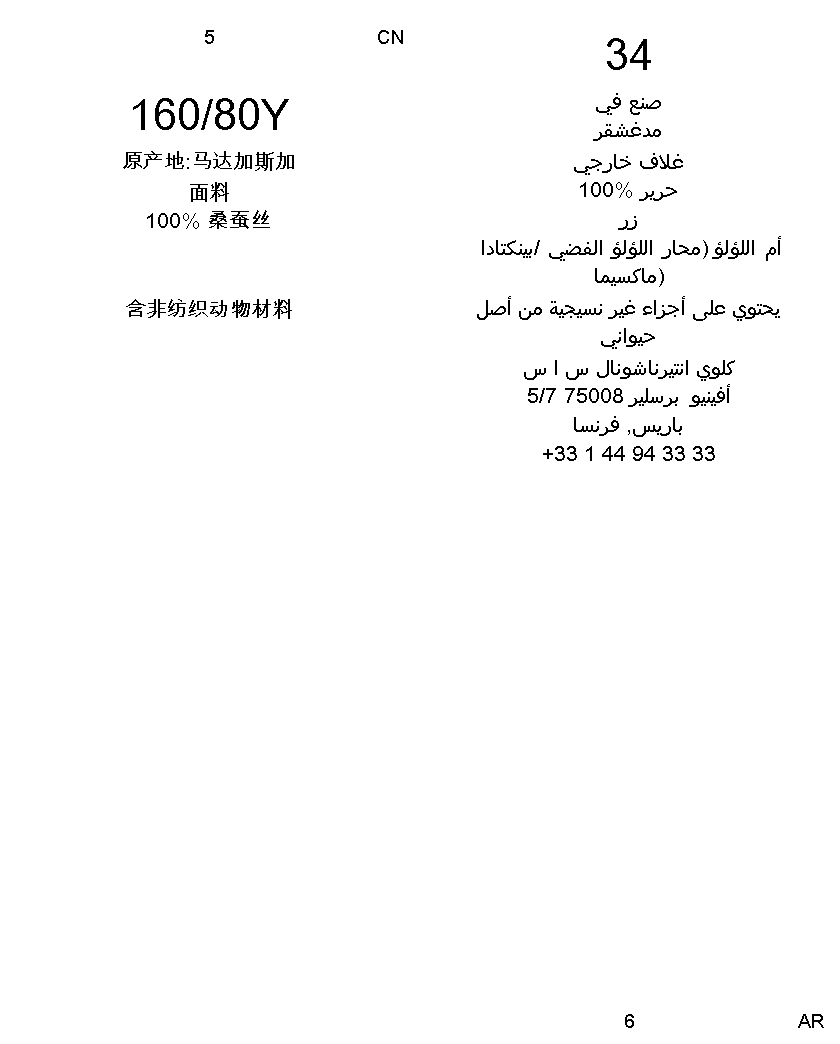 5
CN
160/80Y
原产地:马达加斯加
面料
100% 桑蚕丝
含非纺织动物材料
34
صنع في
مدغشقر
غلاف خارجي
100% حرير
زر
أم اللؤلؤ (محار اللؤلؤ الفضي /بينكتادا
ماكسيما)
يحتوي على أجزاء غير نسيجية من أصل
حيواني
كلوي انتيرناشونال س ا س
5/7 75008 أفينيو برسلير
باريس, فرنسا
+33 1 44 94 33 33
6
AR